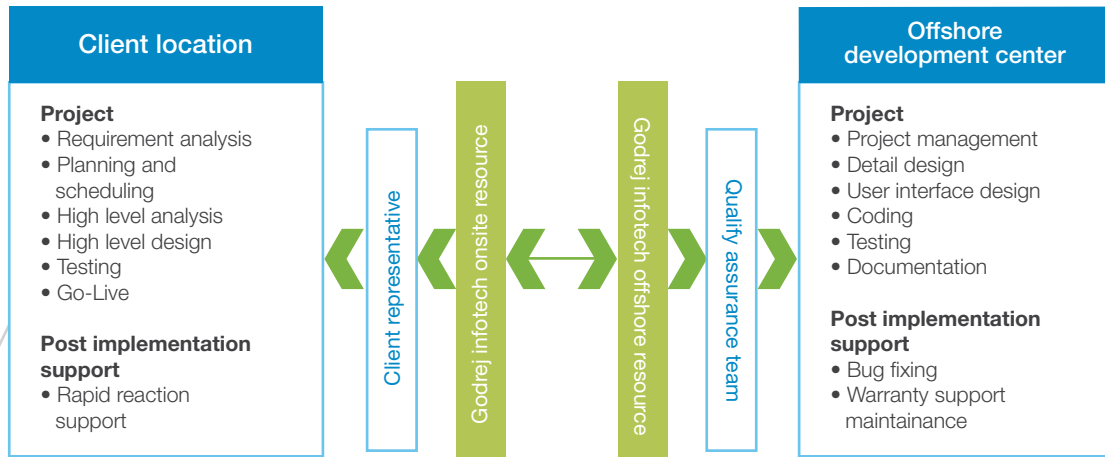 Client location
Project
• Requirement analysis
• Planning and
scheduling
• High level analysis
• High level design
• Testing
• Go-Live
Post implementation
support
• Rapid reaction
support
Client representative
Godrej infotech onsite resource
Godrej infotech offshore resource
Qualify assurance team
Offshore
development center
Project
• Project management
• Detail design
• User interface design
• Coding
• Testing
• Documentation
Post implementation
support
• Bug fixing
• Warranty support
maintainance